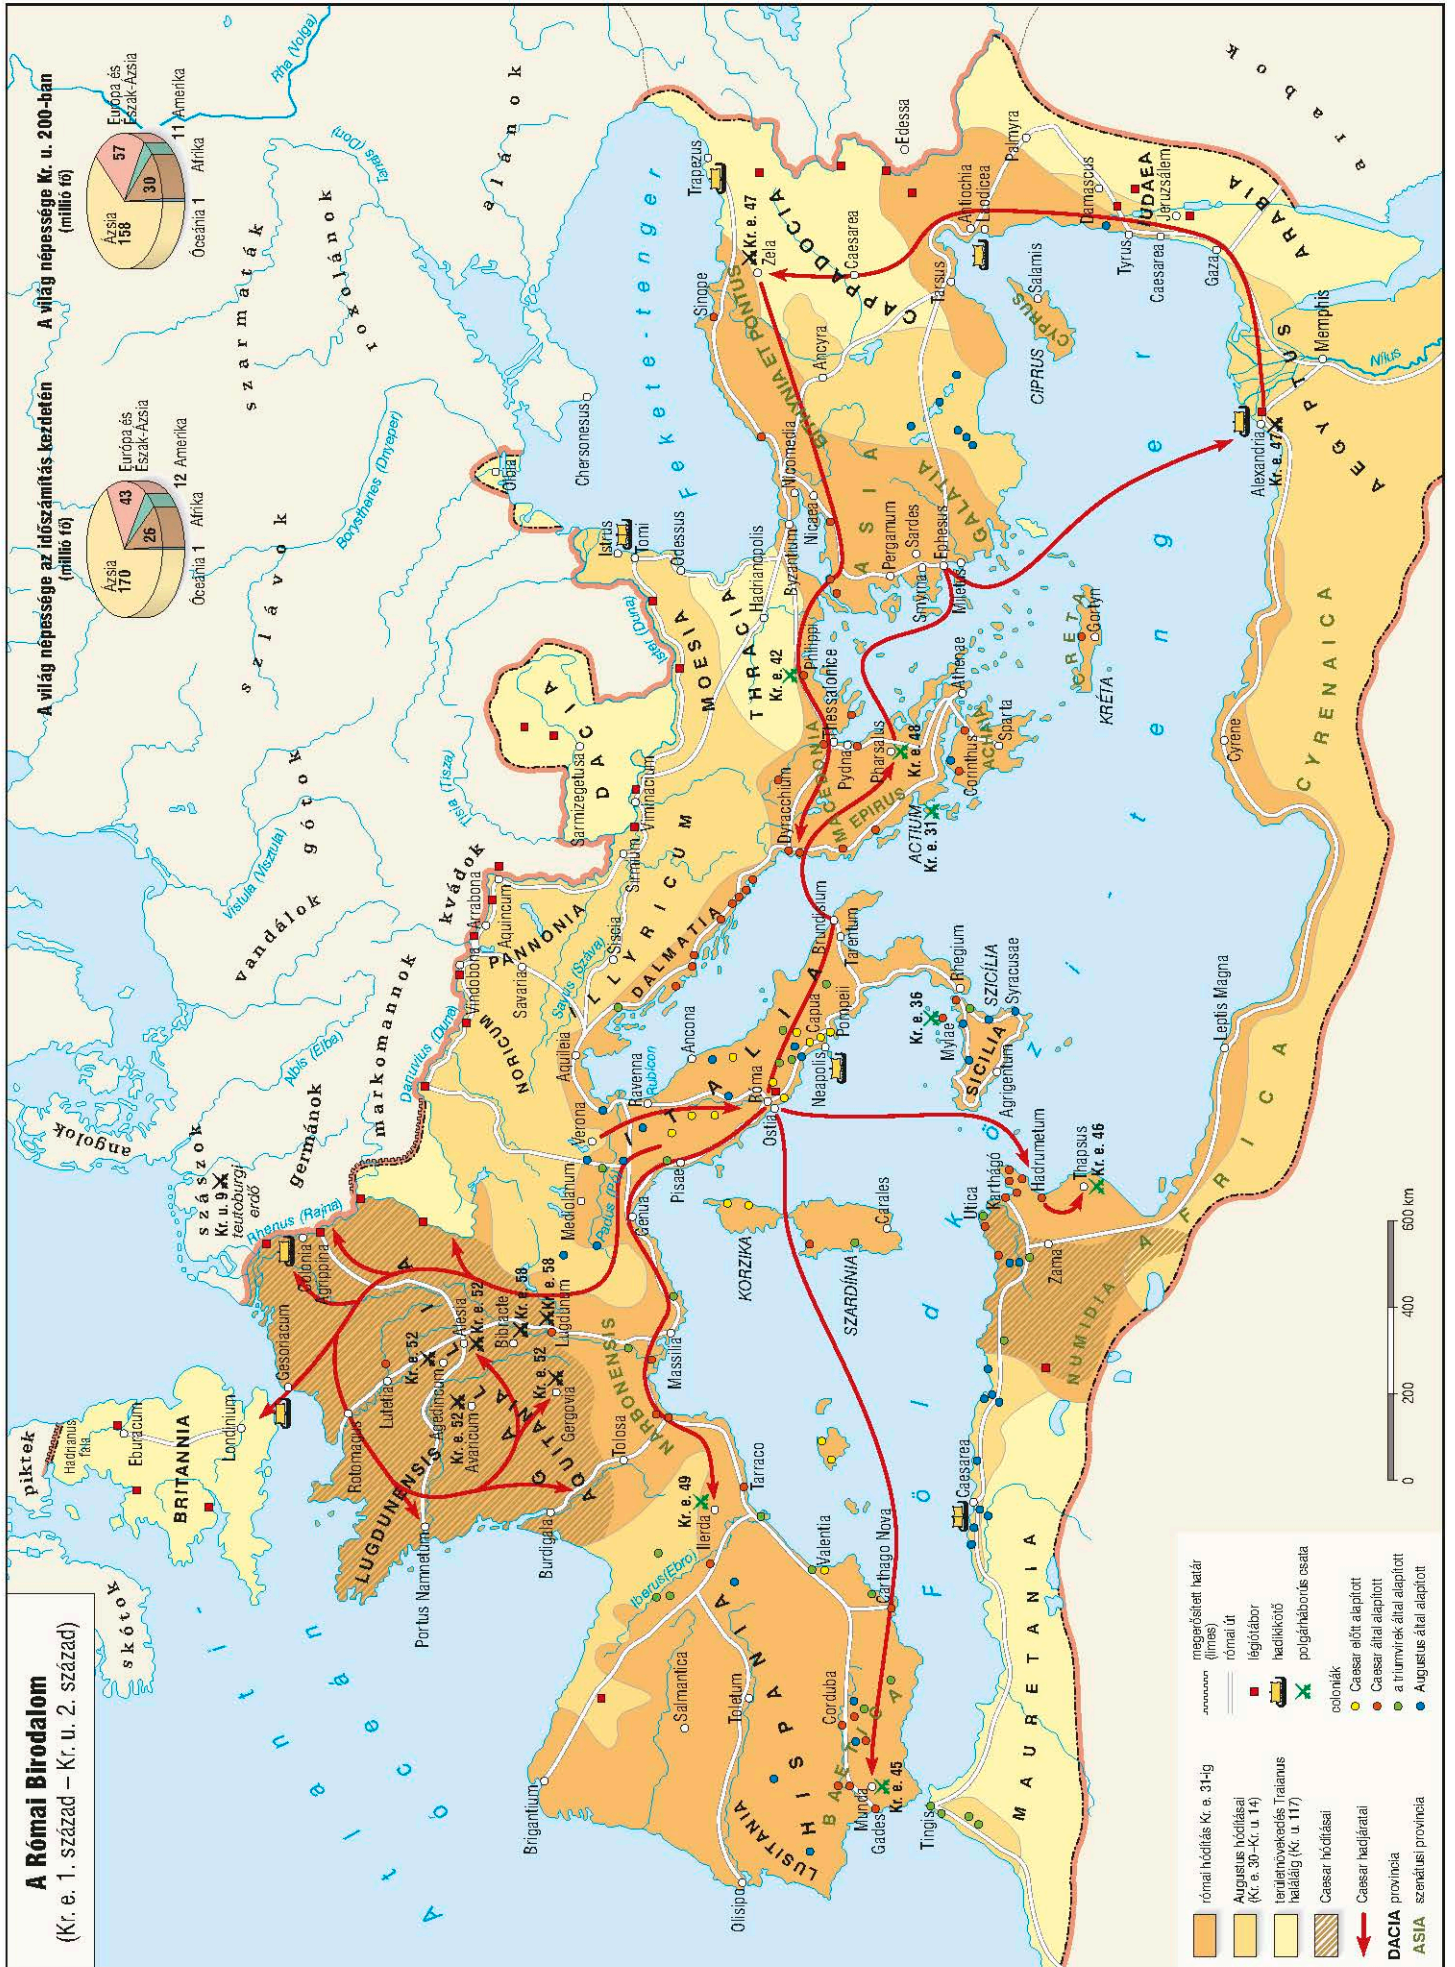 A Római Birodalom
(Kr. e. 1. század – Kr. u. 2. század)
A világ népessége az időszámítás kezdetén
(millió fő)
Ázsia
170
43
Európa és
Észak-Ázsia
26
12 Amerika
Afrika
Óceánia 1
A világ népessége Kr. u. 200-ban
(millió fő)
Ázsia
158
57
Európa és
Észak-Ázsia
30
11 Amerika
Afrika
Óceánia 1
Rha (Volga)
Tanais (Don)
Borysthenes (Dnyeper)
alánok
szarmaták
roxolánok
szlávok
gótok
vandálok
kvádok
markomannok
germánok
angolok
szászok
Kr. u. 9
teutoburgi
erdő
piktek
skótok
arabok
Hadrianus
fala
Eburacum
BRITANNIA
Londinium
Gesoriacum
Rhenus (Rajna)
Albis (Elba)
Vistula (Visztula)
Tisia (Tisza)
Danuvius (Duna)
Ister (Duna)
Savus (Száva)
Padus (Pó)
Rubicon
Iberus (Ebro)
Nilus
Atlanti-óceán
Fekete-tenger
Földközi-tenger
Colonia
Agrippina
GALLIA
Rotomagus
Lutetia
Kr. e. 52
Agedincum
Alesia
Kr. e. 52
Kr. e. 52
Avaricum
Bibracte
Kr. e. 58
Kr. e. 58
Lugdunum
Kr. e. 52
Gergovia
LUGDUNENSIS
AQUITANIA
NARBONENSIS
Portus Namnetum
Burdigala
Tolosa
Massilia
Brigantium
Salmantica
Toletum
Olisipo
LUSITANIA
HISPANIA
BAETICA
Corduba
Munda
Kr. e. 45
Gades
Tingis
Kr. e. 49
Ilerda
Tarraco
Valentia
Carthago Nova
MAURETANIA
Caesarea
NUMIDIA
AFRICA
Utica
Karthágó
Hadrumetum
Thapsus
Kr. e. 46
Zama
Leptis Magna
Cyrene
CYRENAICA
KORZIKA
SZARDÍNIA
Carales
Mediolanum
Verona
Genua
Pisae
Ravenna
Ancona
Aquileia
ITALIA
Roma
Ostia
Neapolis
Capua
Pompeii
Tarentum
Brundisium
Rhegium
SZICÍLIA
SICILIA
Syracusae
Agrigentum
Mylae
Kr. e. 36
NORICUM
PANNONIA
Vindobona
Arrabona
Aquincum
Savaria
Siscia
Sirmium
ILLYRICUM
DALMATIA
Viminacium
Sarmizegetusa
DACIA
MOESIA
THRACIA
Istrus
Tomi
Odessus
Olbia
Chersonesus
Hadrianopolis
Byzantium
Philippi
Kr. e. 42
Thessalonice
MACEDONIA
Dyracchium
Pydna
Pharsalus
Kr. e. 48
EPIRUS
ACTIUM
Kr. e. 31
Corinthus
ACHAIA
Athenae
Sparta
CRETA
Gortyn
KRÉTA
Nicomedia
Nicaea
ASIA
Pergamum
Sardes
Smyrna
Ephesus
Miletus
GALATIA
BITHYNIA ET PONTUS
Ancyra
Sinope
Trapezus
Kr. e. 47
Zela
CAPPADOCIA
Caesarea
Tarsus
Edessa
Antiochia
Laodicea
CIPRUS
CYPRUS
Salamis
Palmyra
Damascus
Tyrus
Caesarea
IUDAEA
Jeruzsálem
Gaza
ARABIA
Alexandria
Kr. e. 47
AEGYPTUS
Memphis
0
200
400
600 km
római hódítás Kr. e. 31-ig
Augustus hódításai
(Kr. e. 30–Kr. u. 14)
területnövekedés Traianus
haláláig (Kr. u. 117)
Caesar hódításai
Caesar hadjáratai
DACIA provincia
ASIA szenátusi provincia
megerősített határ
(limes)
római út
légiótábor
hadikikötő
polgárháborús csata
coloniák
Caesar előtt alapított
Caesar által alapított
a triumvirek által alapított
Augustus által alapított